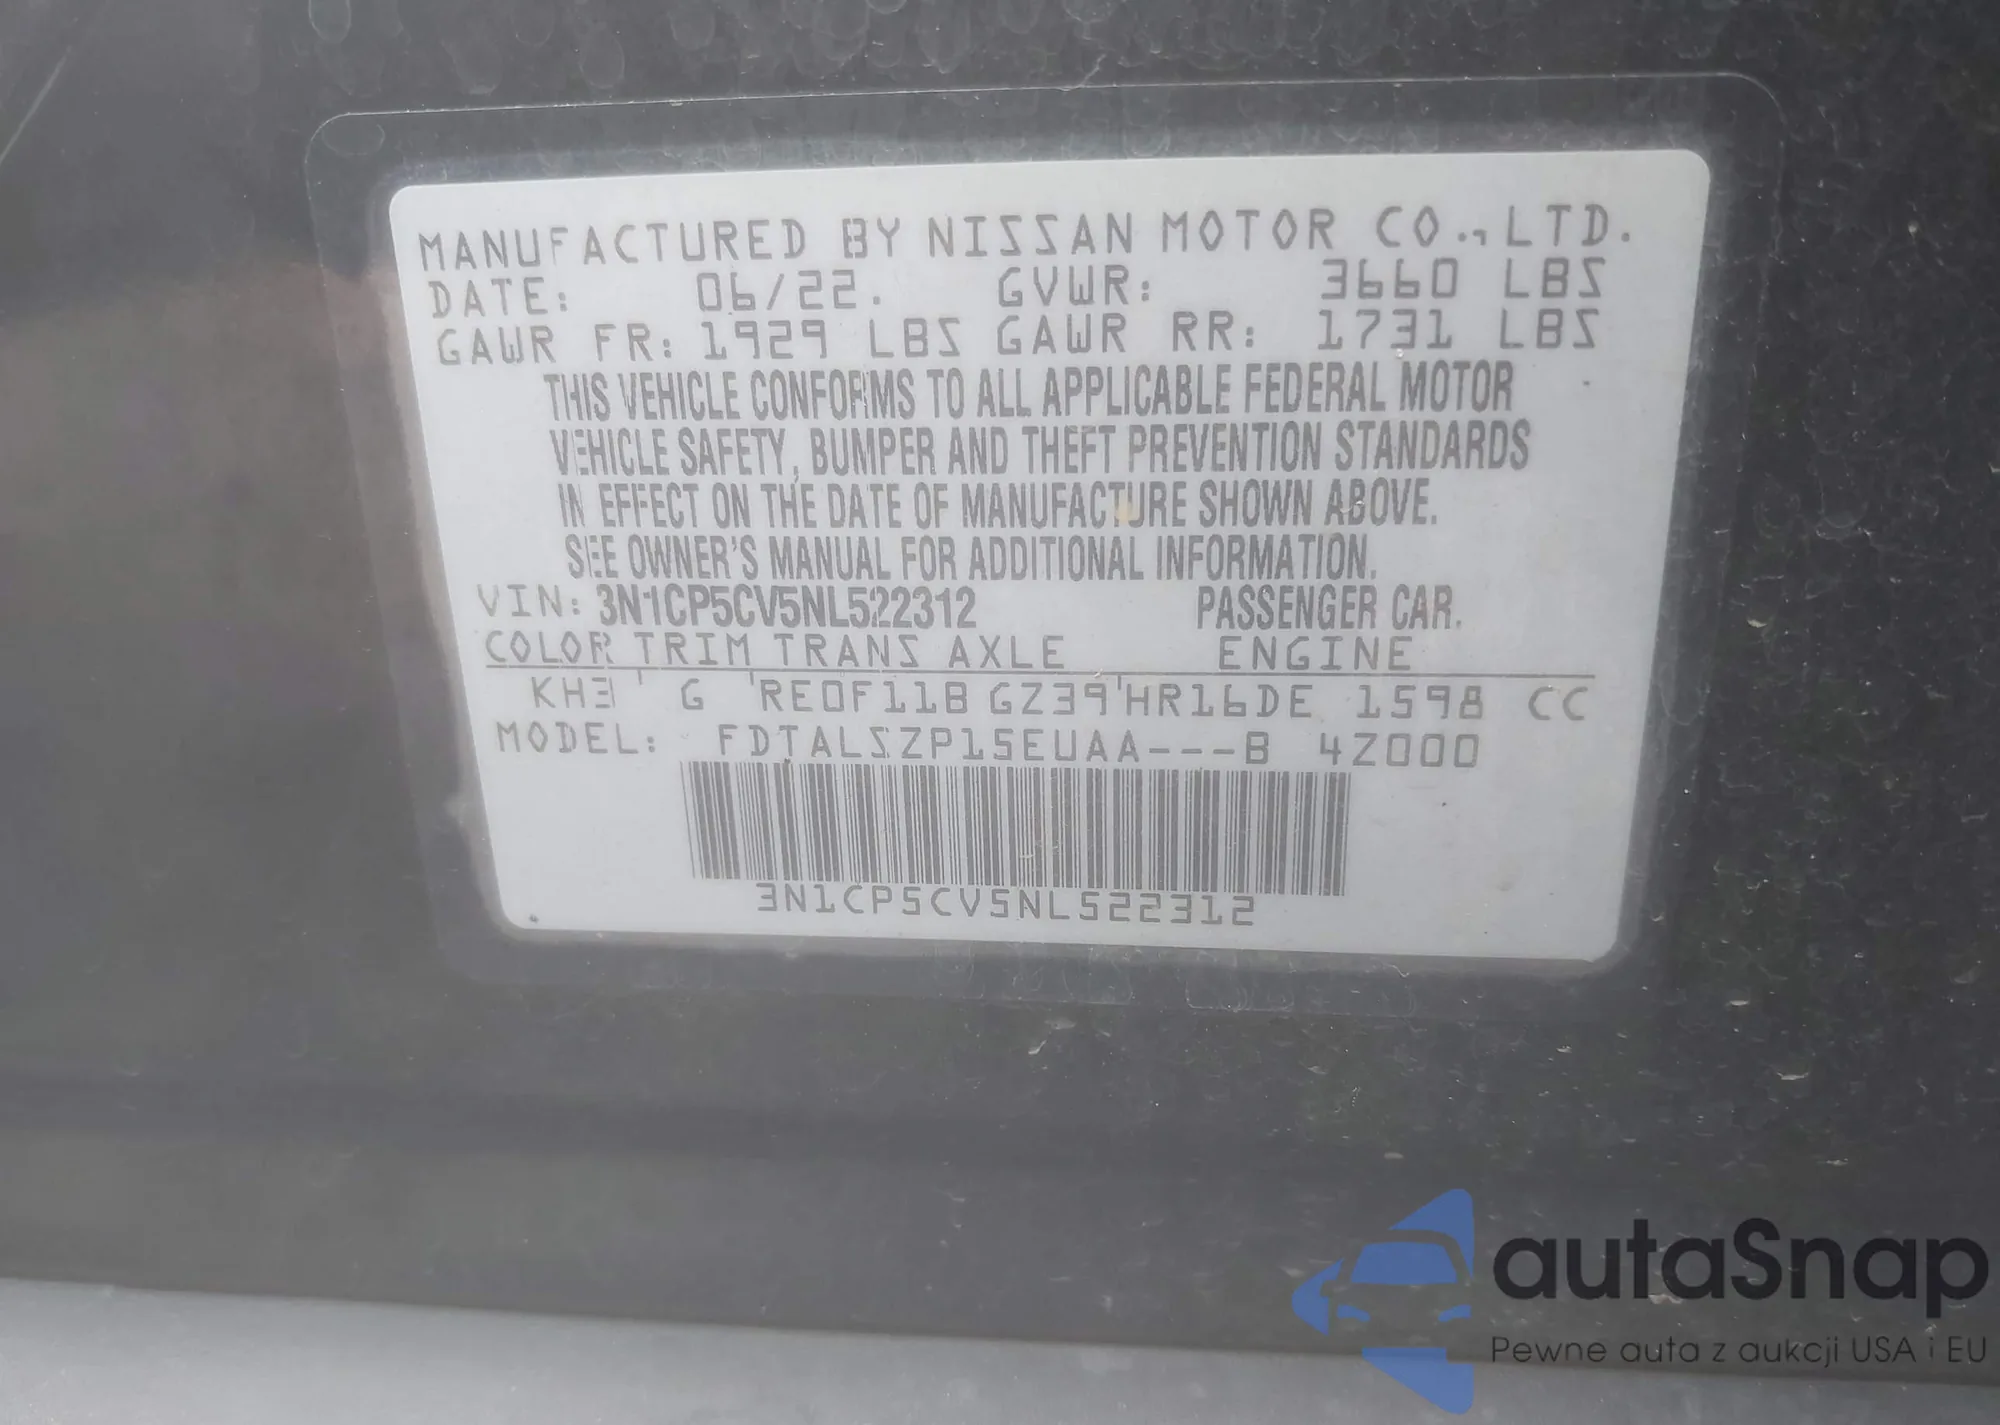 MANUFACTURED BY NISSAN MOTOR CO., LTD.
DATE: 06/22. GVWR: 3660 LBS
GAWR FR: 1929 LBS GAWR RR: 1731 LBS
THIS VEHICLE CONFORMS TO ALL APPLICABLE FEDERAL MOTOR
VEHICLE SAFETY, BUMPER AND THEFT PREVENTION STANDARDS
IN EFFECT ON THE DATE OF MANUFACTURE SHOWN ABOVE.
SEE OWNER'S MANUAL FOR ADDITIONAL INFORMATION.
VIN: 3N1CP5CV5NL522312 PASSENGER CAR.
COLOR TRIM TRANS AXLE ENGINE
KH3 G RE0F11B GZ39 HR16DE 1598 CC
MODEL: FDTALSZP15EUAA---B 4Z000
3N1CP5CV5NL522312
autaSnap
Pewne auta z aukcji USA i EU